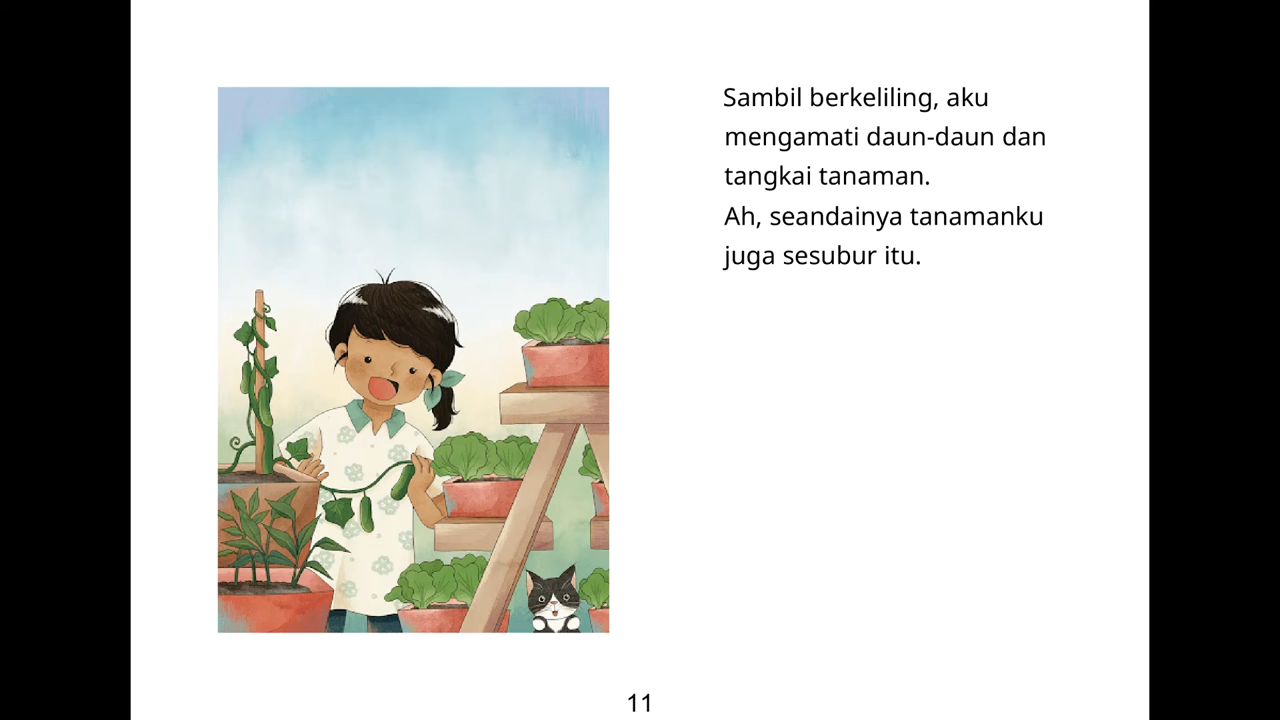 Sambil berkeliling, aku
mengamati daun-daun dan
tangkai tanaman.
Ah, seandainya tanamanku
juga sesubur itu.
11